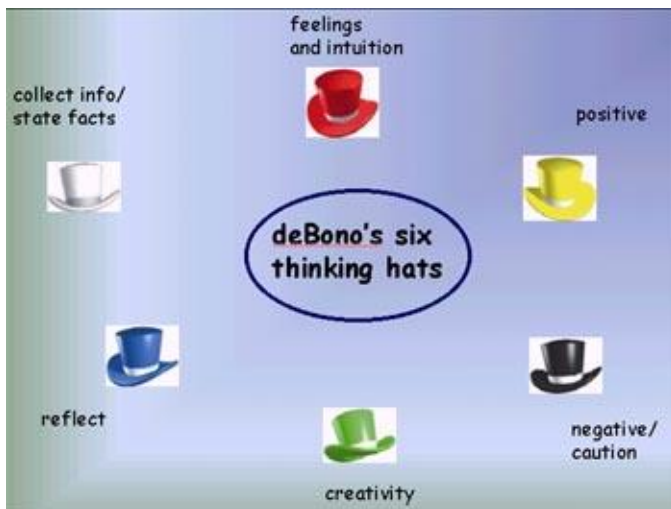 feelings
and intuition
collect info/
state facts
positive
deBono's six
thinking hats
reflect
negative/
caution
creativity